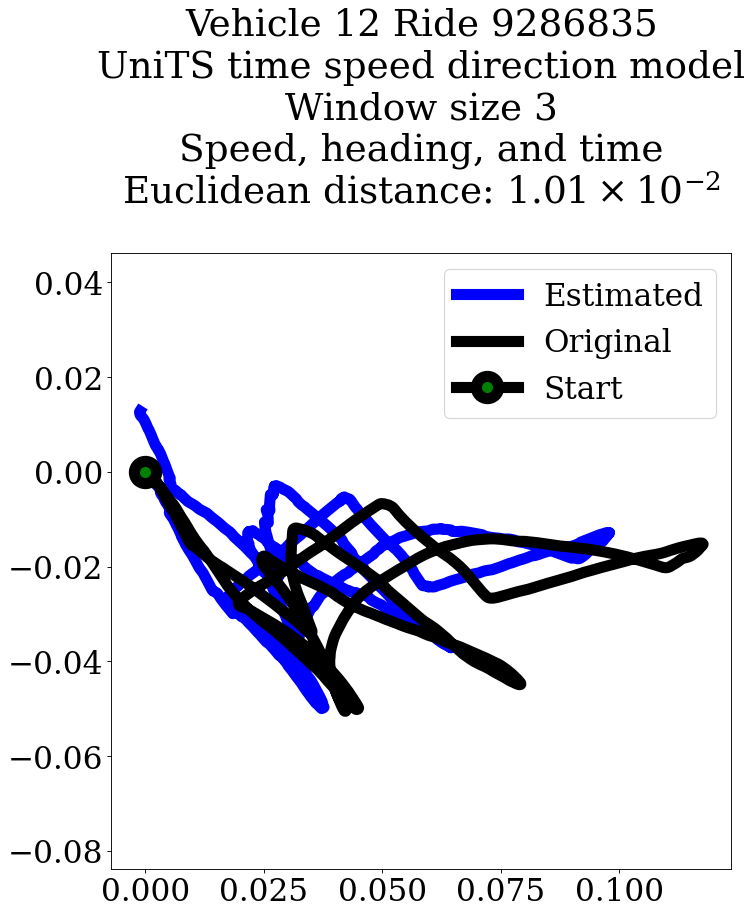 Vehicle 12 Ride 9286835
UniTS time speed direction model
Window size 3
Speed, heading, and time
Euclidean distance: 1.01 × 10⁻²
0.04
0.02
0.00
−0.02
−0.04
−0.06
−0.08
Estimated
Original
Start
0.000 0.025 0.050 0.075 0.100